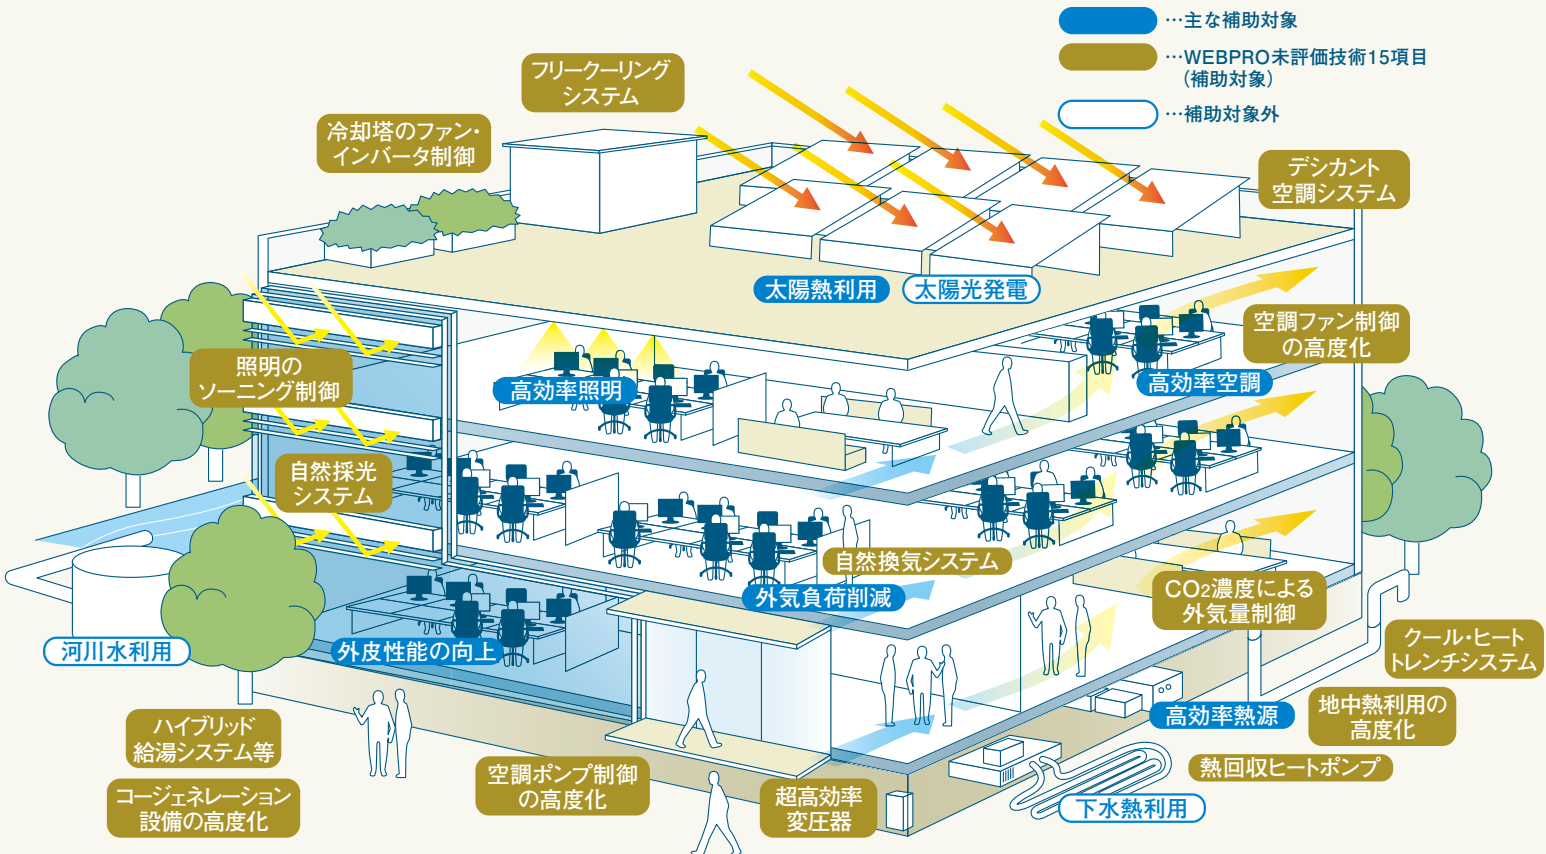 …主な補助対象
…WEBPRO未評価技術15項目
(補助対象)
…補助対象外
フリークーリング
システム
冷却塔のファン・
インバータ制御
デシカント
空調システム
太陽熱利用
太陽光発電
空調ファン制御
の高度化
照明の
ゾーニング制御
高効率照明
高効率空調
自然採光
システム
自然換気システム
外気負荷削減
CO2濃度による
外気量制御
河川水利用
外皮性能の向上
クール・ヒート
トレンチシステム
ハイブリッド
給湯システム等
高効率熱源
地中熱利用の
高度化
空調ポンプ制御
の高度化
熱回収ヒートポンプ
コージェネレーション
設備の高度化
超高効率
変圧器
下水熱利用